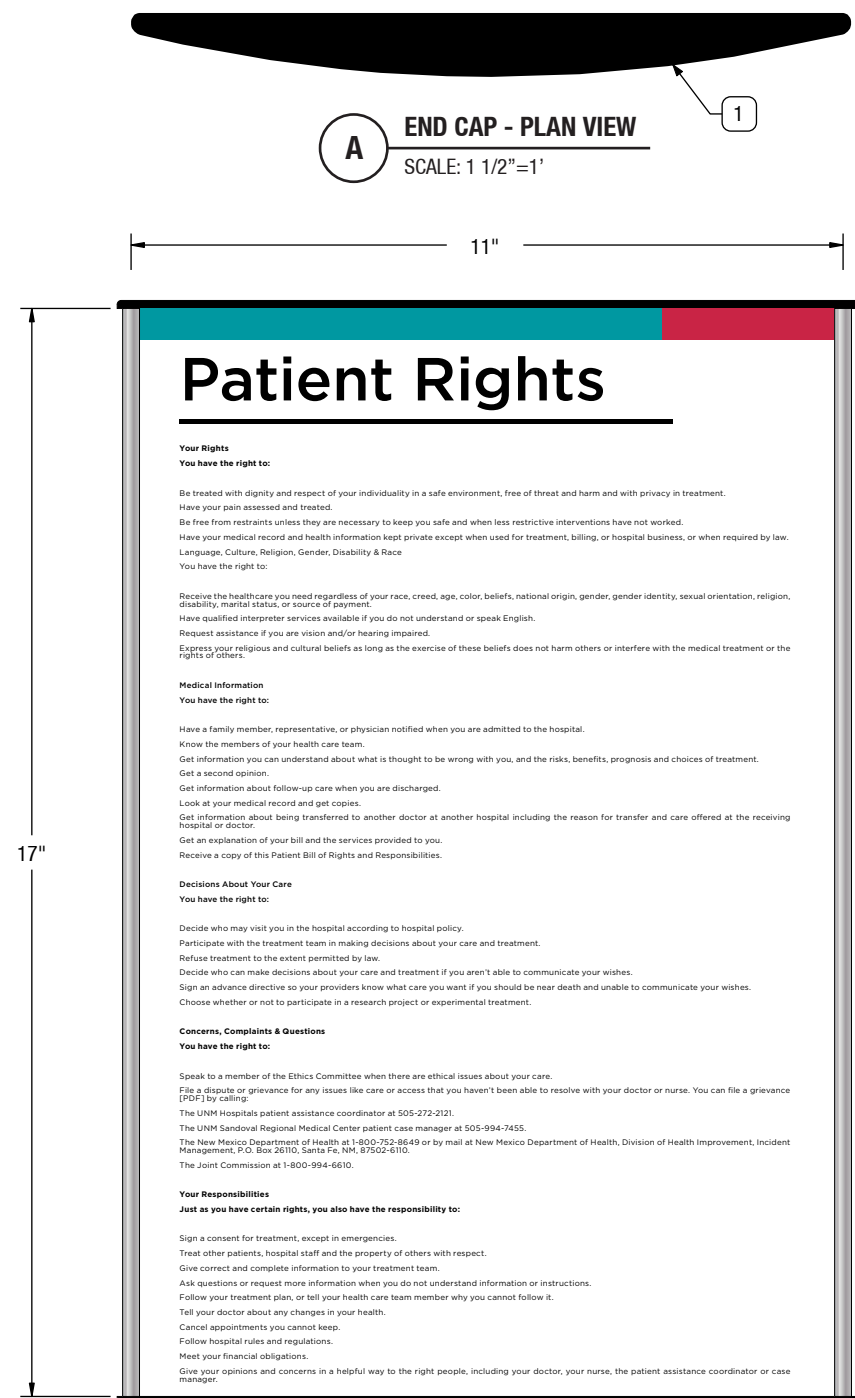 1
A
END CAP - PLAN VIEW
SCALE: 1 1/2”=1’
11"
17"
Patient Rights
Your Rights
You have the right to:
Be treated with dignity and respect of your individuality in a safe environment, free of threat and harm and with privacy in treatment.
Have your pain assessed and treated.
Be free from restraints unless they are necessary to keep you safe and when less restrictive interventions have not worked.
Have your medical record and health information kept private except when used for treatment, billing, or hospital business, or when required by law.
Language, Culture, Religion, Gender, Disability & Race
You have the right to:
Receive the healthcare you need regardless of your race, creed, age, color, beliefs, national origin, gender, gender identity, sexual orientation, religion,
disability, marital status, or source of payment.
Have qualified interpreter services available if you do not understand or speak English.
Request assistance if you are vision and/or hearing impaired.
Express your religious and cultural beliefs as long as the exercise of these beliefs does not harm others or interfere with the medical treatment or the
rights of others.
Medical Information
You have the right to:
Have a family member, representative, or physician notified when you are admitted to the hospital.
Know the members of your health care team.
Get information you can understand about what is thought to be wrong with you, and the risks, benefits, prognosis and choices of treatment.
Get a second opinion.
Get information about follow-up care when you are discharged.
Look at your medical record and get copies.
Get information about being transferred to another doctor at another hospital including the reason for transfer and care offered at the receiving
hospital or doctor.
Get an explanation of your bill and the services provided to you.
Receive a copy of this Patient Bill of Rights and Responsibilities.
Decisions About Your Care
You have the right to:
Decide who may visit you in the hospital according to hospital policy.
Participate with the treatment team in making decisions about your care and treatment.
Refuse treatment to the extent permitted by law.
Decide who can make decisions about your care and treatment if you aren’t able to communicate your wishes.
Sign an advance directive so your providers know what care you want if you should be near death and unable to communicate your wishes.
Choose whether or not to participate in a research project or experimental treatment.
Concerns, Complaints & Questions
You have the right to:
Speak to a member of the Ethics Committee when there are ethical issues about your care.
File a dispute or grievance for any issues like care or access that you haven’t been able to resolve with your doctor or nurse. You can file a grievance
[PDF] by calling:
The UNM Hospitals patient assistance coordinator at 505-272-2121.
The UNM Sandoval Regional Medical Center patient case manager at 505-994-7455.
The New Mexico Department of Health at 1-800-752-8649 or by mail at New Mexico Department of Health, Division of Health Improvement, Incident
Management, P.O. Box 26110, Santa Fe, NM, 87502-6110.
The Joint Commission at 1-800-994-6610.
Your Responsibilities
Just as you have certain rights, you also have the responsibility to:
Sign a consent for treatment, except in emergencies.
Treat other patients, hospital staff and the property of others with respect.
Give correct and complete information to your treatment team.
Ask questions or request more information when you do not understand information or instructions.
Follow your treatment plan, or tell your health care team member why you cannot follow it.
Tell your doctor about any changes in your health.
Cancel appointments you cannot keep.
Follow hospital rules and regulations.
Meet your financial obligations.
Give your opinions and concerns in a helpful way to the right people, including your doctor, your nurse, the patient assistance coordinator or case
manager.